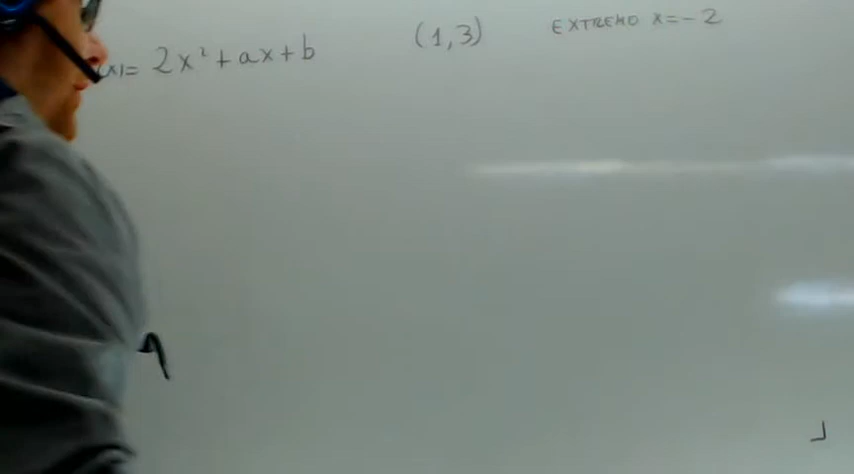 x)= 2x² + ax + b (1,3) EXTREMO x = -2